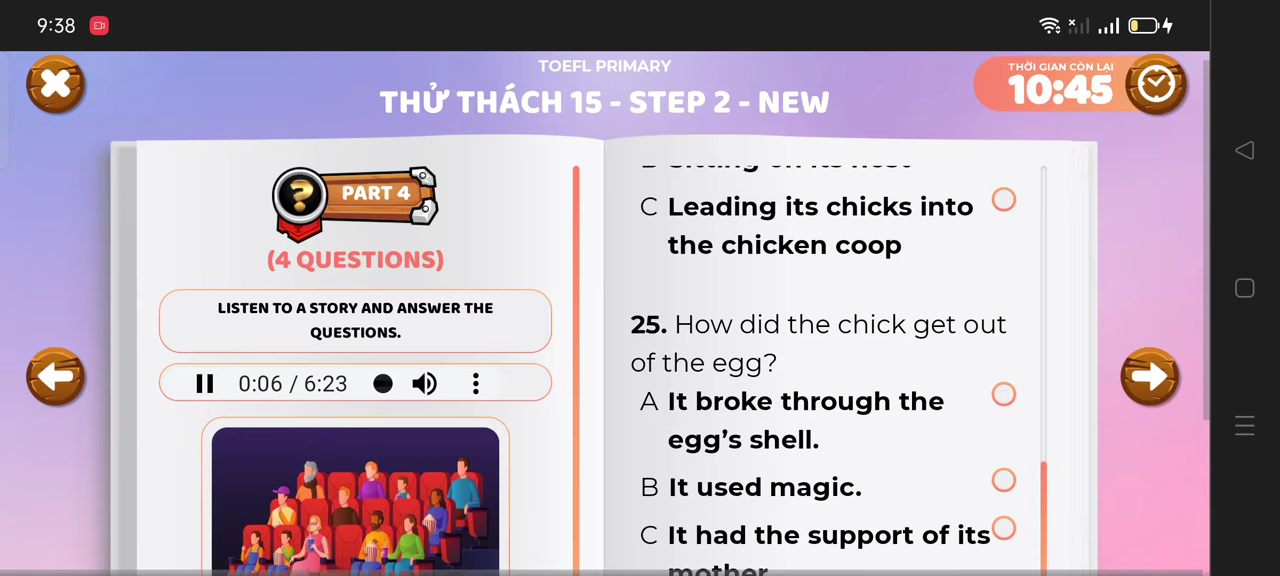 9:38
TOEFL PRIMARY
THỬ THÁCH 15 - STEP 2 - NEW
THỜI GIAN CÒN LẠI
10:45
PART 4
(4 QUESTIONS)
LISTEN TO A STORY AND ANSWER THE
QUESTIONS.
0:06 / 6:23
C Leading its chicks into
the chicken coop
25. How did the chick get out
of the egg?
A It broke through the
egg's shell.
B It used magic.
C It had the support of its
mother